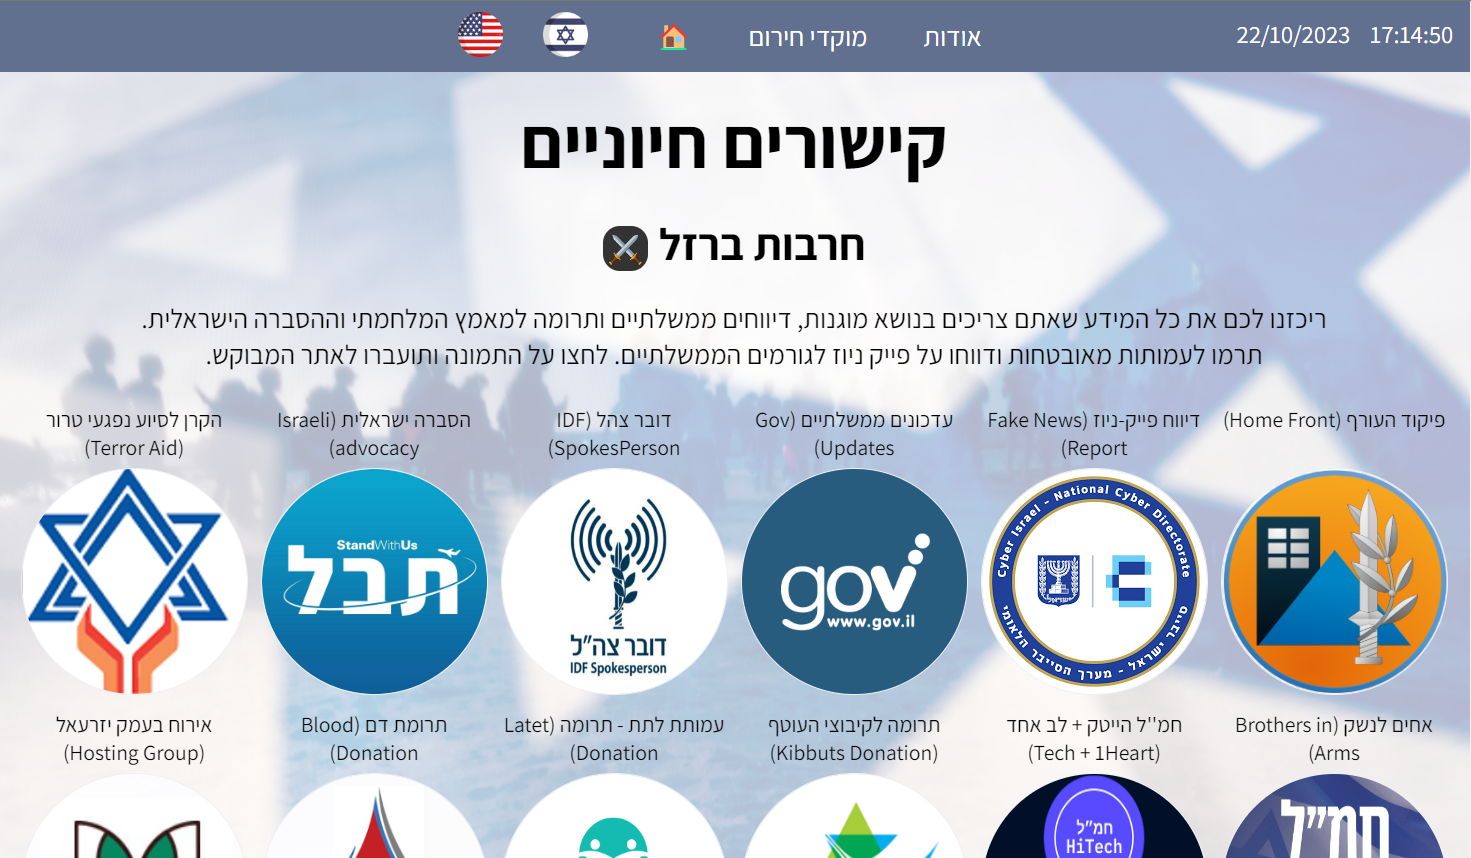 אודות
מוקדי חירום
22/10/2023 17:14:50
קישורים חיוניים
חרבות ברזל
ריכזנו לכם את כל המידע שאתם צריכים בנושא מוגנות, דיווחים ממשלתיים ותרומה למאמץ המלחמתי וההסברה הישראלית.
תרמו לעמותות מאובטחות ודווחו על פייק ניוז לגורמים הממשלתיים. לחצו על התמונה ותועברו לאתר המבוקש.
פיקוד העורף (Home Front)
דיווח פייק-ניוז (Fake News
Report)
עדכונים ממשלתיים (Gov
Updates)
דובר צהל (IDF
SpokesPerson)
הסברה ישראלית (Israeli
advocacy)
הקרן לסיוע נפגעי טרור
(Terror Aid)
Cyber Israel - National Cyber Directorate
סייבר ישראל - מערך הסייבר הלאומי
ישראל
gov
www.gov.il
דובר צה"ל
IDF Spokesperson
StandWithUs
תבל
אחים לנשק (Brothers in
Arms)
חמ''ל הייטק + לב אחד
(Tech + 1Heart)
תרומה לקיבוצי העוטף
(Kibbuts Donation)
עמותת לתת - תרומה (Latet
Donation)
תרומת דם (Blood
Donation)
אירוח בעמק יזרעאל
(Hosting Group)
חמ"ל
חמ"ל
HiTech